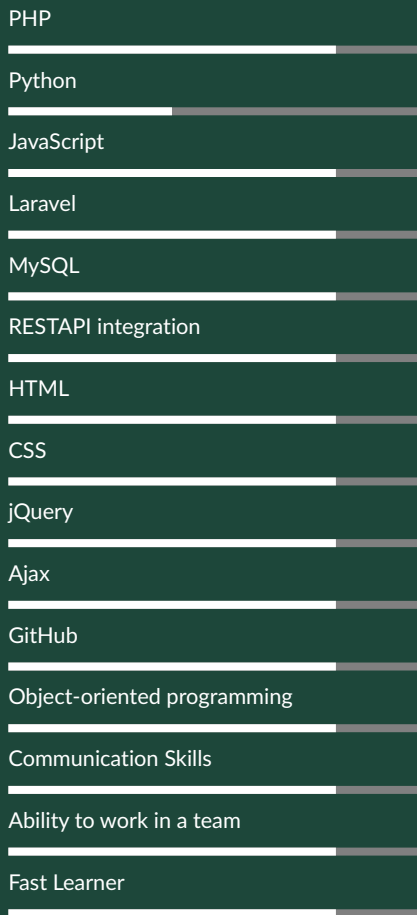 PHP
Python
JavaScript
Laravel
MySQL
RESTAPI integration
HTML
CSS
jQuery
Ajax
GitHub
Object-oriented programming
Communication Skills
Ability to work in a team
Fast Learner